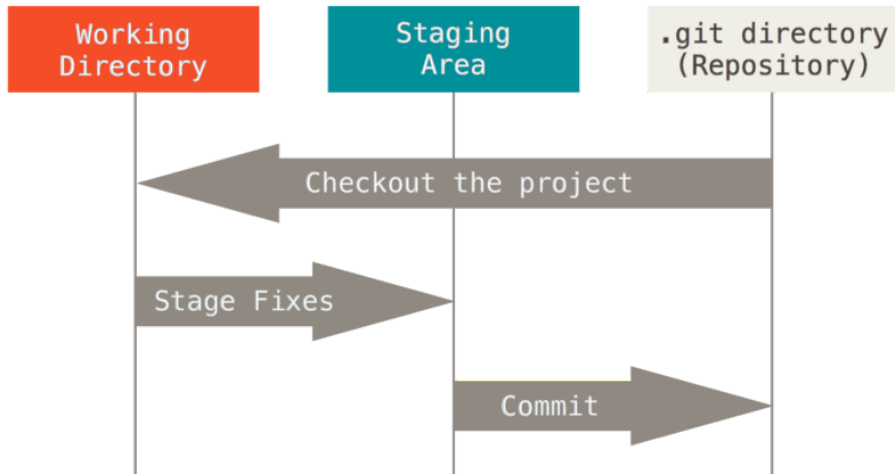 Working
Directory
Staging
Area
.git directory
(Repository)
Checkout the project
Stage Fixes
Commit